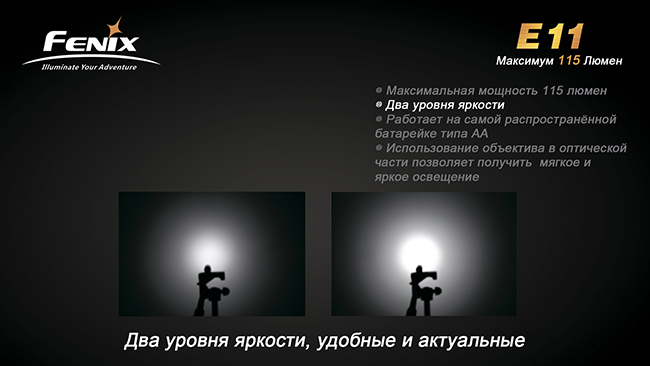 FENIX
Illuminate Your Adventure
E11
Максимум 115 Люмен
Максимальная мощность 115 люмен
Два уровня яркости
Работает на самой распространённой
батарейке типа АА
Использование объектива в оптической
части позволяет получить мягкое и
яркое освещение
Два уровня яркости, удобные и актуальные